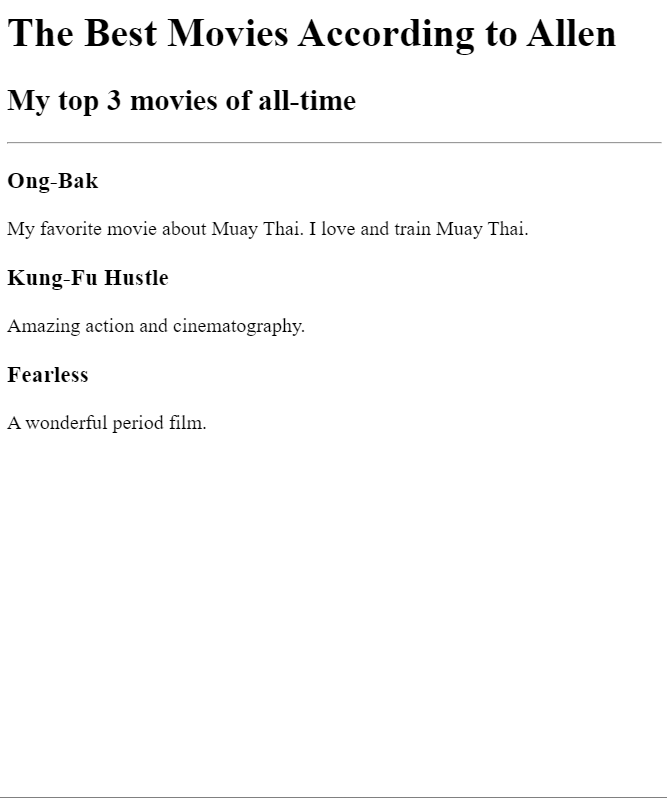 The Best Movies According to Allen
My top 3 movies of all-time
Ong-Bak
My favorite movie about Muay Thai. I love and train Muay Thai.
Kung-Fu Hustle
Amazing action and cinematography.
Fearless
A wonderful period film.